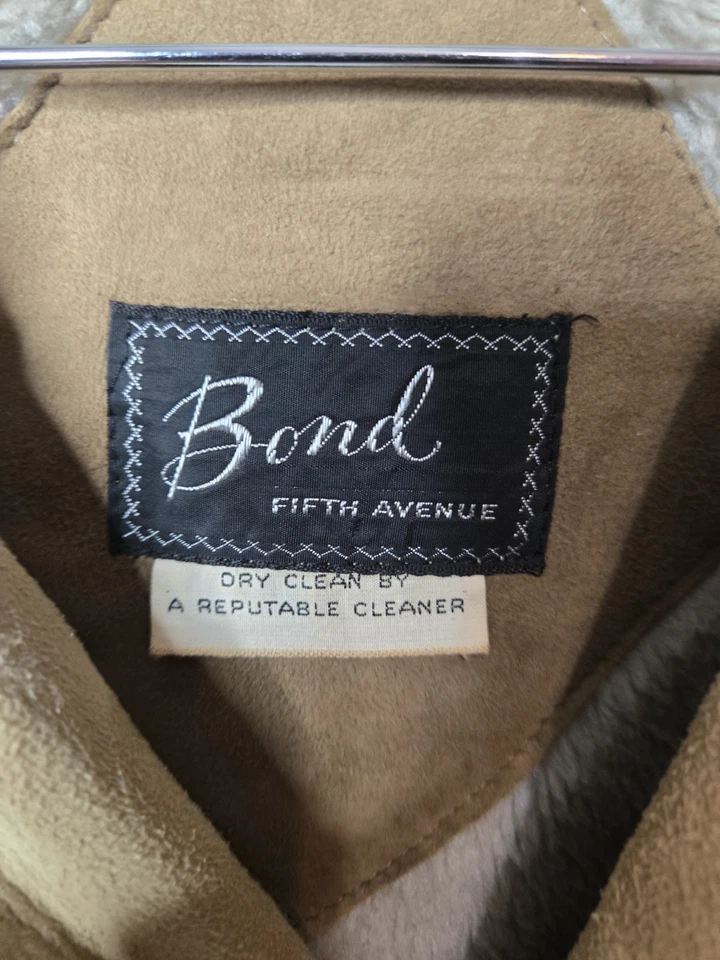 Bond
FIFTH AVENUE
DRY CLEAN BY
A REPUTABLE CLEANER